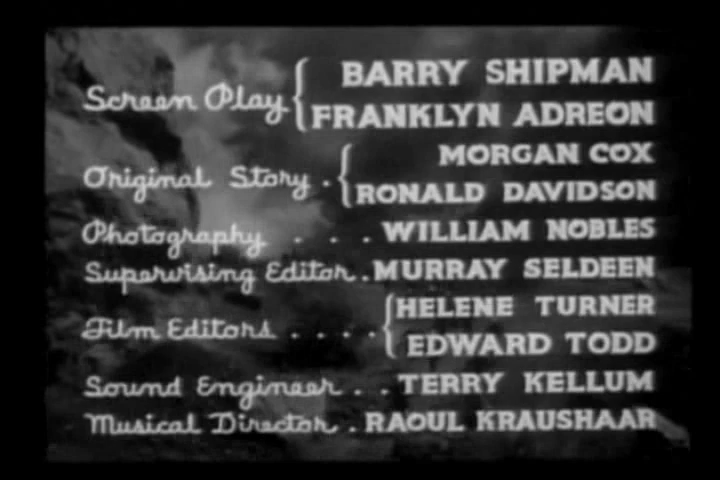 Screen Play { BARRY SHIPMAN
FRANKLYN ADREON
Original Story . { MORGAN COX
RONALD DAVIDSON
Photography . . . WILLIAM NOBLES
Supervising Editor . MURRAY SELDEEN
Film Editors . . . . { HELENE TURNER
EDWARD TODD
Sound Engineer . . TERRY KELLUM
Musical Director . RAOUL KRAUSHAAR